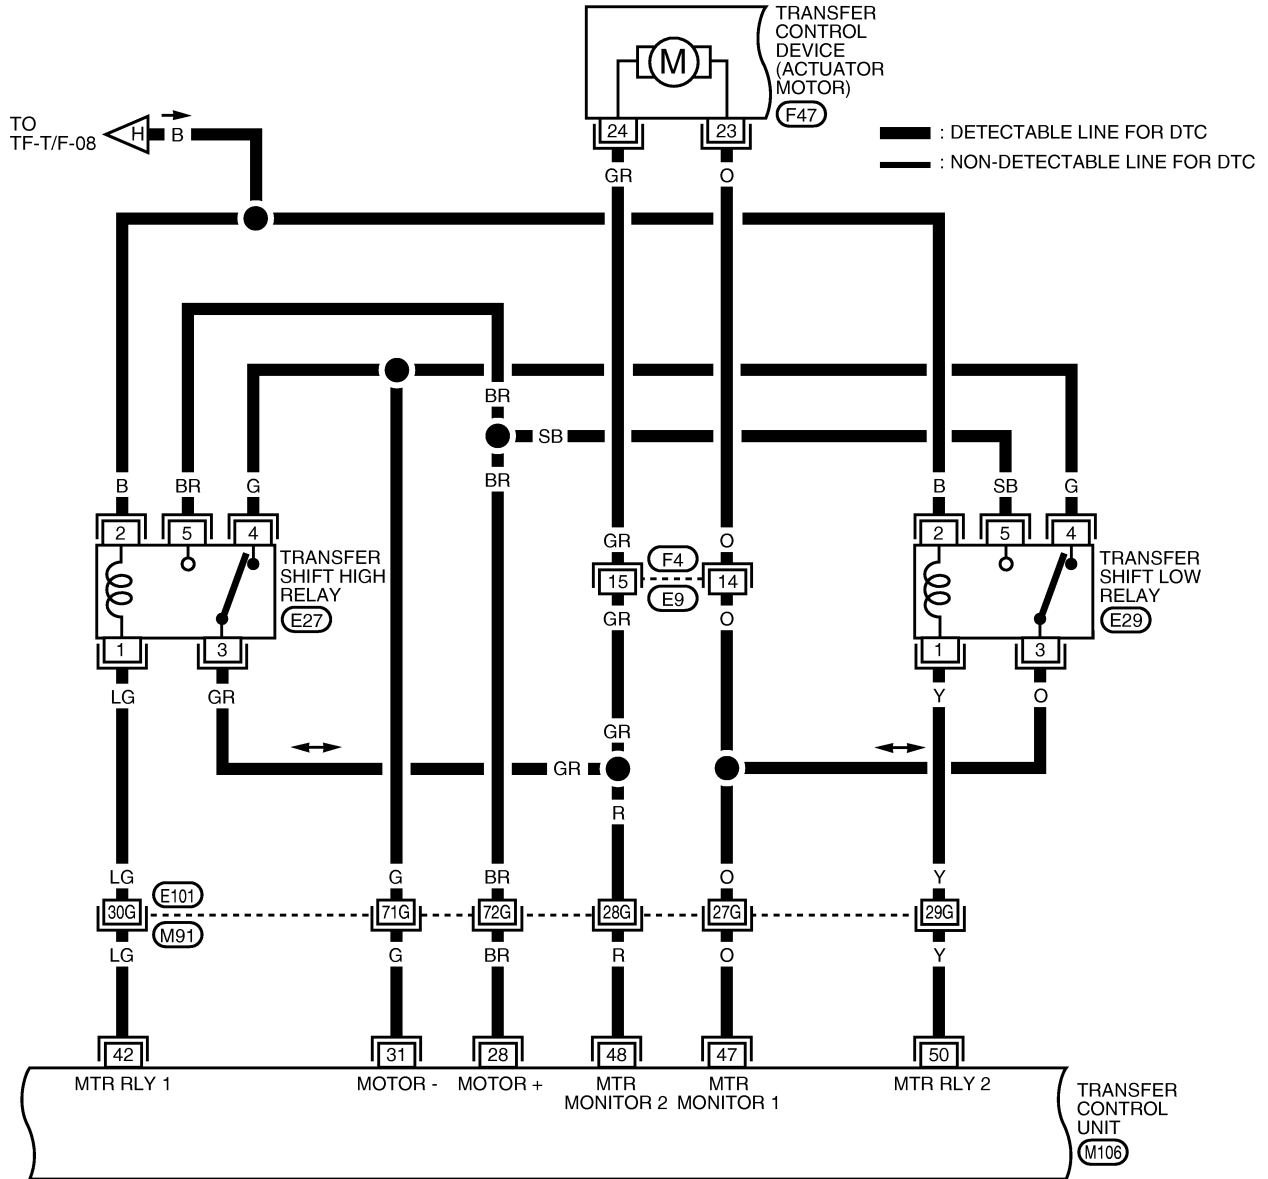 TRANSFER
CONTROL
DEVICE
(ACTUATOR
MOTOR)
F47
M
24
23
TO
TF-T/F-08
H
B
GR
O
: DETECTABLE LINE FOR DTC
: NON-DETECTABLE LINE FOR DTC
BR
SB
BR
B
BR
G
B
SB
G
2
5
4
2
5
4
GR
O
F4
15
14
E9
GR
O
TRANSFER
SHIFT HIGH
RELAY
E27
TRANSFER
SHIFT LOW
RELAY
E29
1
3
1
3
LG
GR
Y
O
GR
GR
R
LG
G
BR
O
Y
E101
30G
71G
72G
28G
27G
29G
M91
LG
G
BR
R
O
Y
42
31
28
48
47
50
MTR RLY 1
MOTOR -
MOTOR +
MTR
MONITOR 2
MTR
MONITOR 1
MTR RLY 2
TRANSFER
CONTROL
UNIT
M106